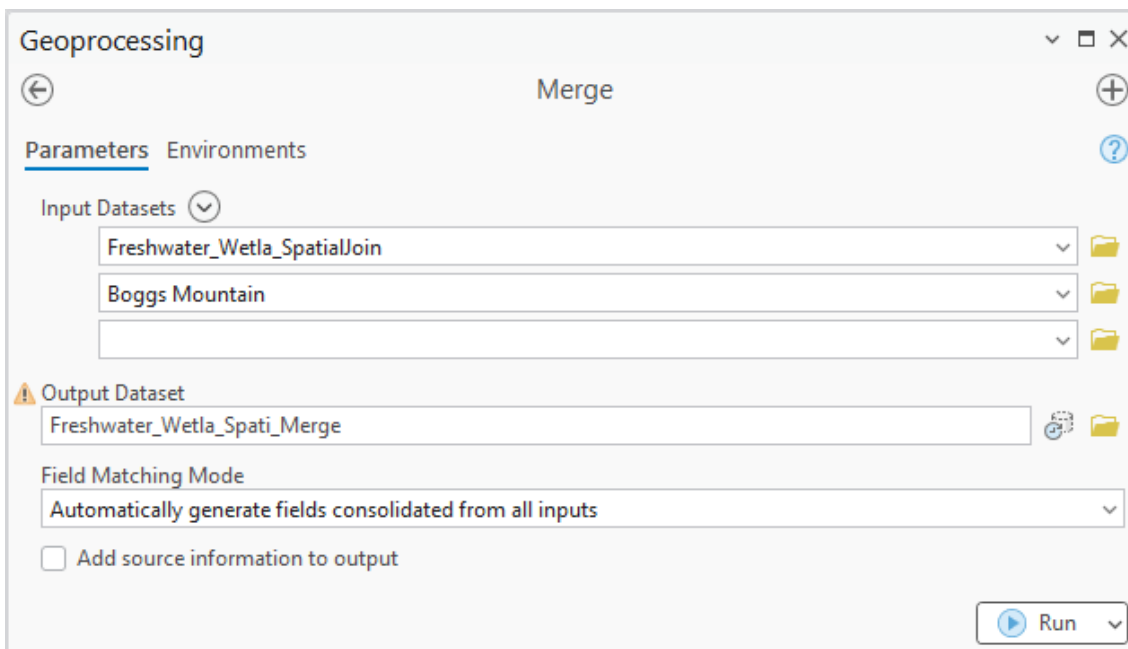 Geoprocessing
Merge
Parameters Environments
Input Datasets
Freshwater_Wetla_SpatialJoin
Boggs Mountain
Output Dataset
Freshwater_Wetla_Spati_Merge
Field Matching Mode
Automatically generate fields consolidated from all inputs
Add source information to output
Run